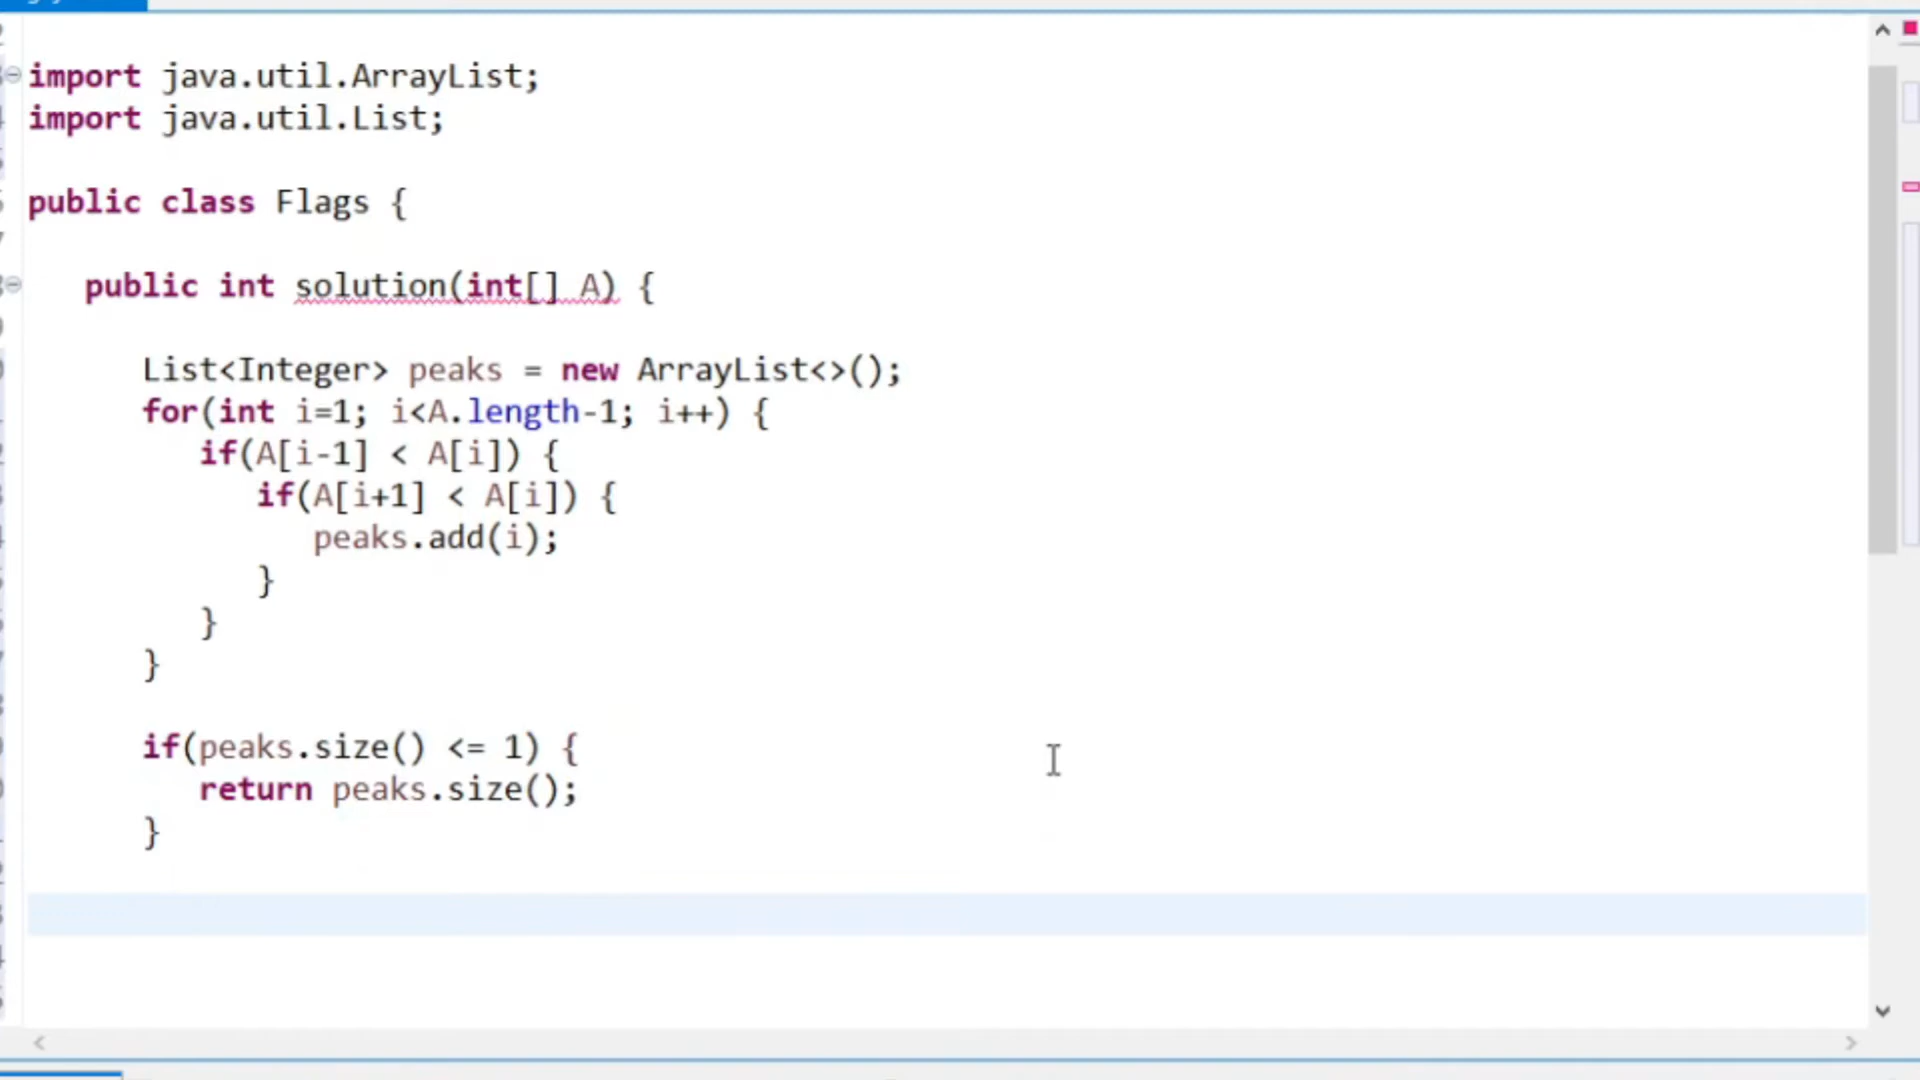 import java.util.ArrayList;
import java.util.List;
public class Flags {
public int solution(int[] A) {
List<Integer> peaks = new ArrayList<>();
for(int i=1; i<A.length-1; i++) {
if(A[i-1] < A[i]) {
if(A[i+1] < A[i]) {
peaks.add(i);
}
}
}
if(peaks.size() <= 1) {
return peaks.size();
}